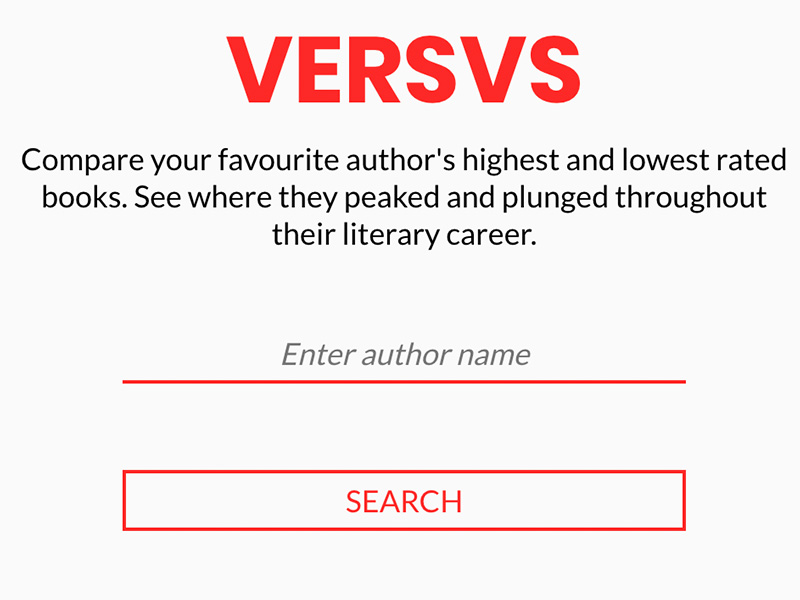 VERSVS
Compare your favourite author's highest and lowest rated
books. See where they peaked and plunged throughout
their literary career.
Enter author name
SEARCH